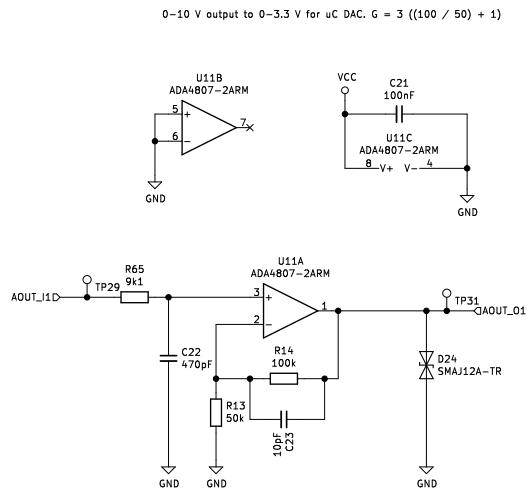 0-10 V output to 0-3.3 V for uC DAC. G = 3 ((100 / 50) + 1)
U11B
ADA4807-2ARM
5
+
6
-
7
GND
VCC
C21
100nF
U11C
ADA4807-2ARM
8
V+
V-
4
GND
AOUT_I1
TP29
R65
9k1
U11A
ADA4807-2ARM
3
+
2
-
1
TP31
AOUT_O1
C22
470pF
R14
100k
R13
50k
10pF
C23
D24
SMAJ12A-TR
GND
GND
GND